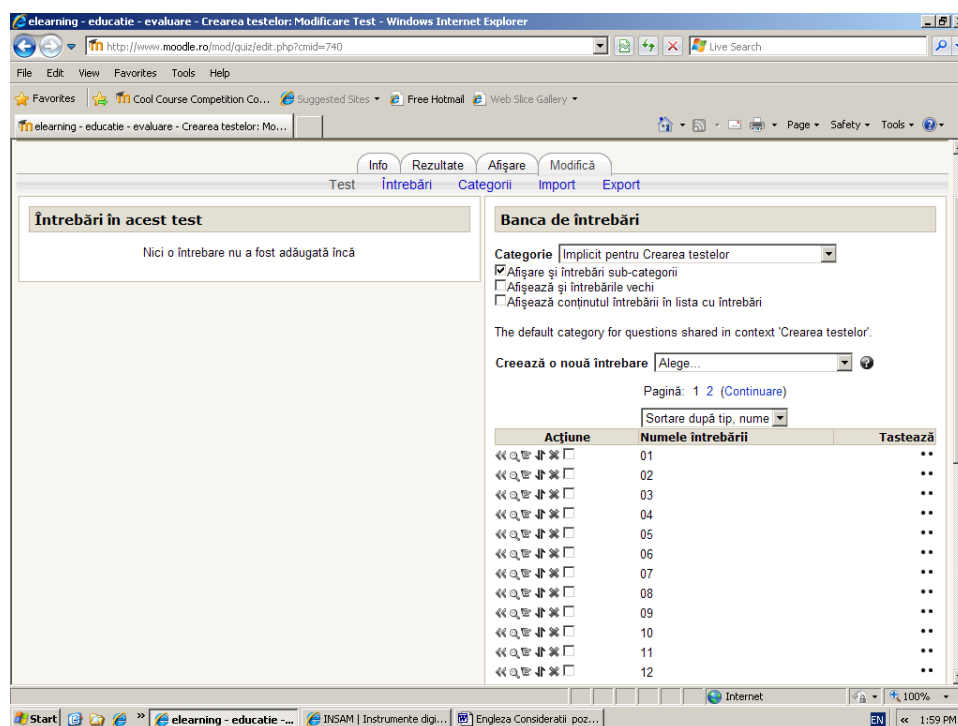 elearning - educatie - evaluare - Crearea testelor: Modificare Test - Windows Internet Explorer
http://www.moodle.ro/mod/quiz/edit.php?cmid=740
Live Search
File Edit View Favorites Tools Help
Favorites Cool Course Competition Co... Suggested Sites Free Hotmail Web Slice Gallery
elearning - educatie - evaluare - Crearea testelor: Mo...
Page Safety Tools
Info Rezultate Afişare Modifică
Test Întrebări Categorii Import Export
Întrebări în acest test
Nici o întrebare nu a fost adăugată încă
Banca de întrebări
Categorie Implicit pentru Crearea testelor
Afişare şi întrebări sub-categorii
Afişează şi întrebările vechi
Afişează conţinutul întrebării în lista cu întrebări
The default category for questions shared in context 'Crearea testelor'.
Creează o nouă întrebare Alege...
Pagină: 1 2 (Continuare)
Sortare după tip, nume
Acţiune Numele întrebării Tastează
01
02
03
04
05
06
07
08
09
10
11
12
Internet 100%
Start elearning - educatie -... INSAM | Instrumente digi... Engleza Consideratii poz... EN 1:59 PM